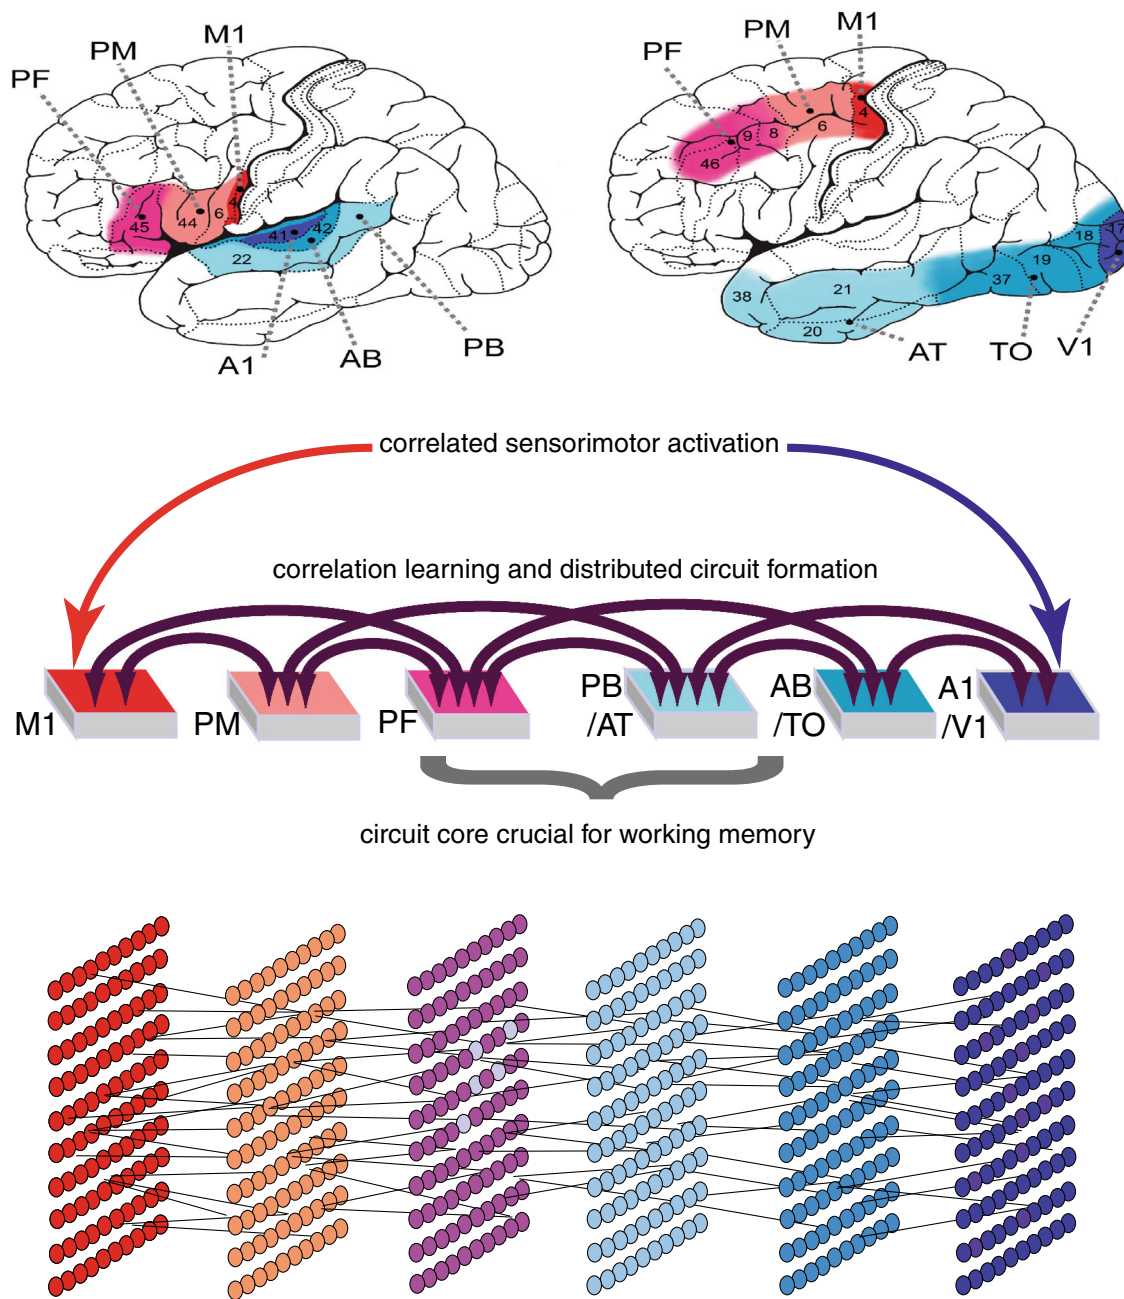 PF PM M1
45 44 6 4 41 42 22
A1 AB PB
PF PM M1
46 9 8 6 4
38 21 20 37 19 18 17
AT TO V1
correlated sensorimotor activation
correlation learning and distributed circuit formation
M1 PM PF PB
/AT AB
/TO A1
/V1
circuit core crucial for working memory